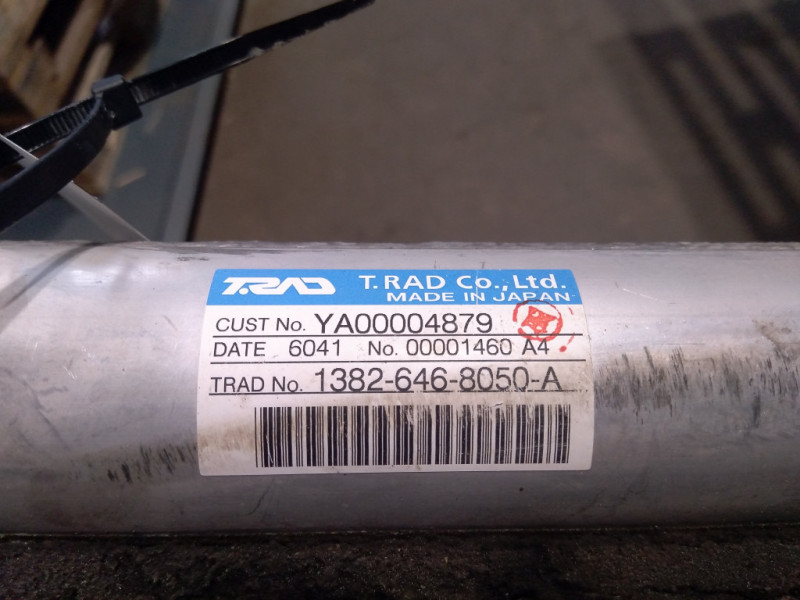 T.RAD T.RAD Co.,Ltd.
MADE IN JAPAN
CUST No. YA00004879
DATE 6041 No. 00001460 A4
TRAD No. 1382-646-8050-A